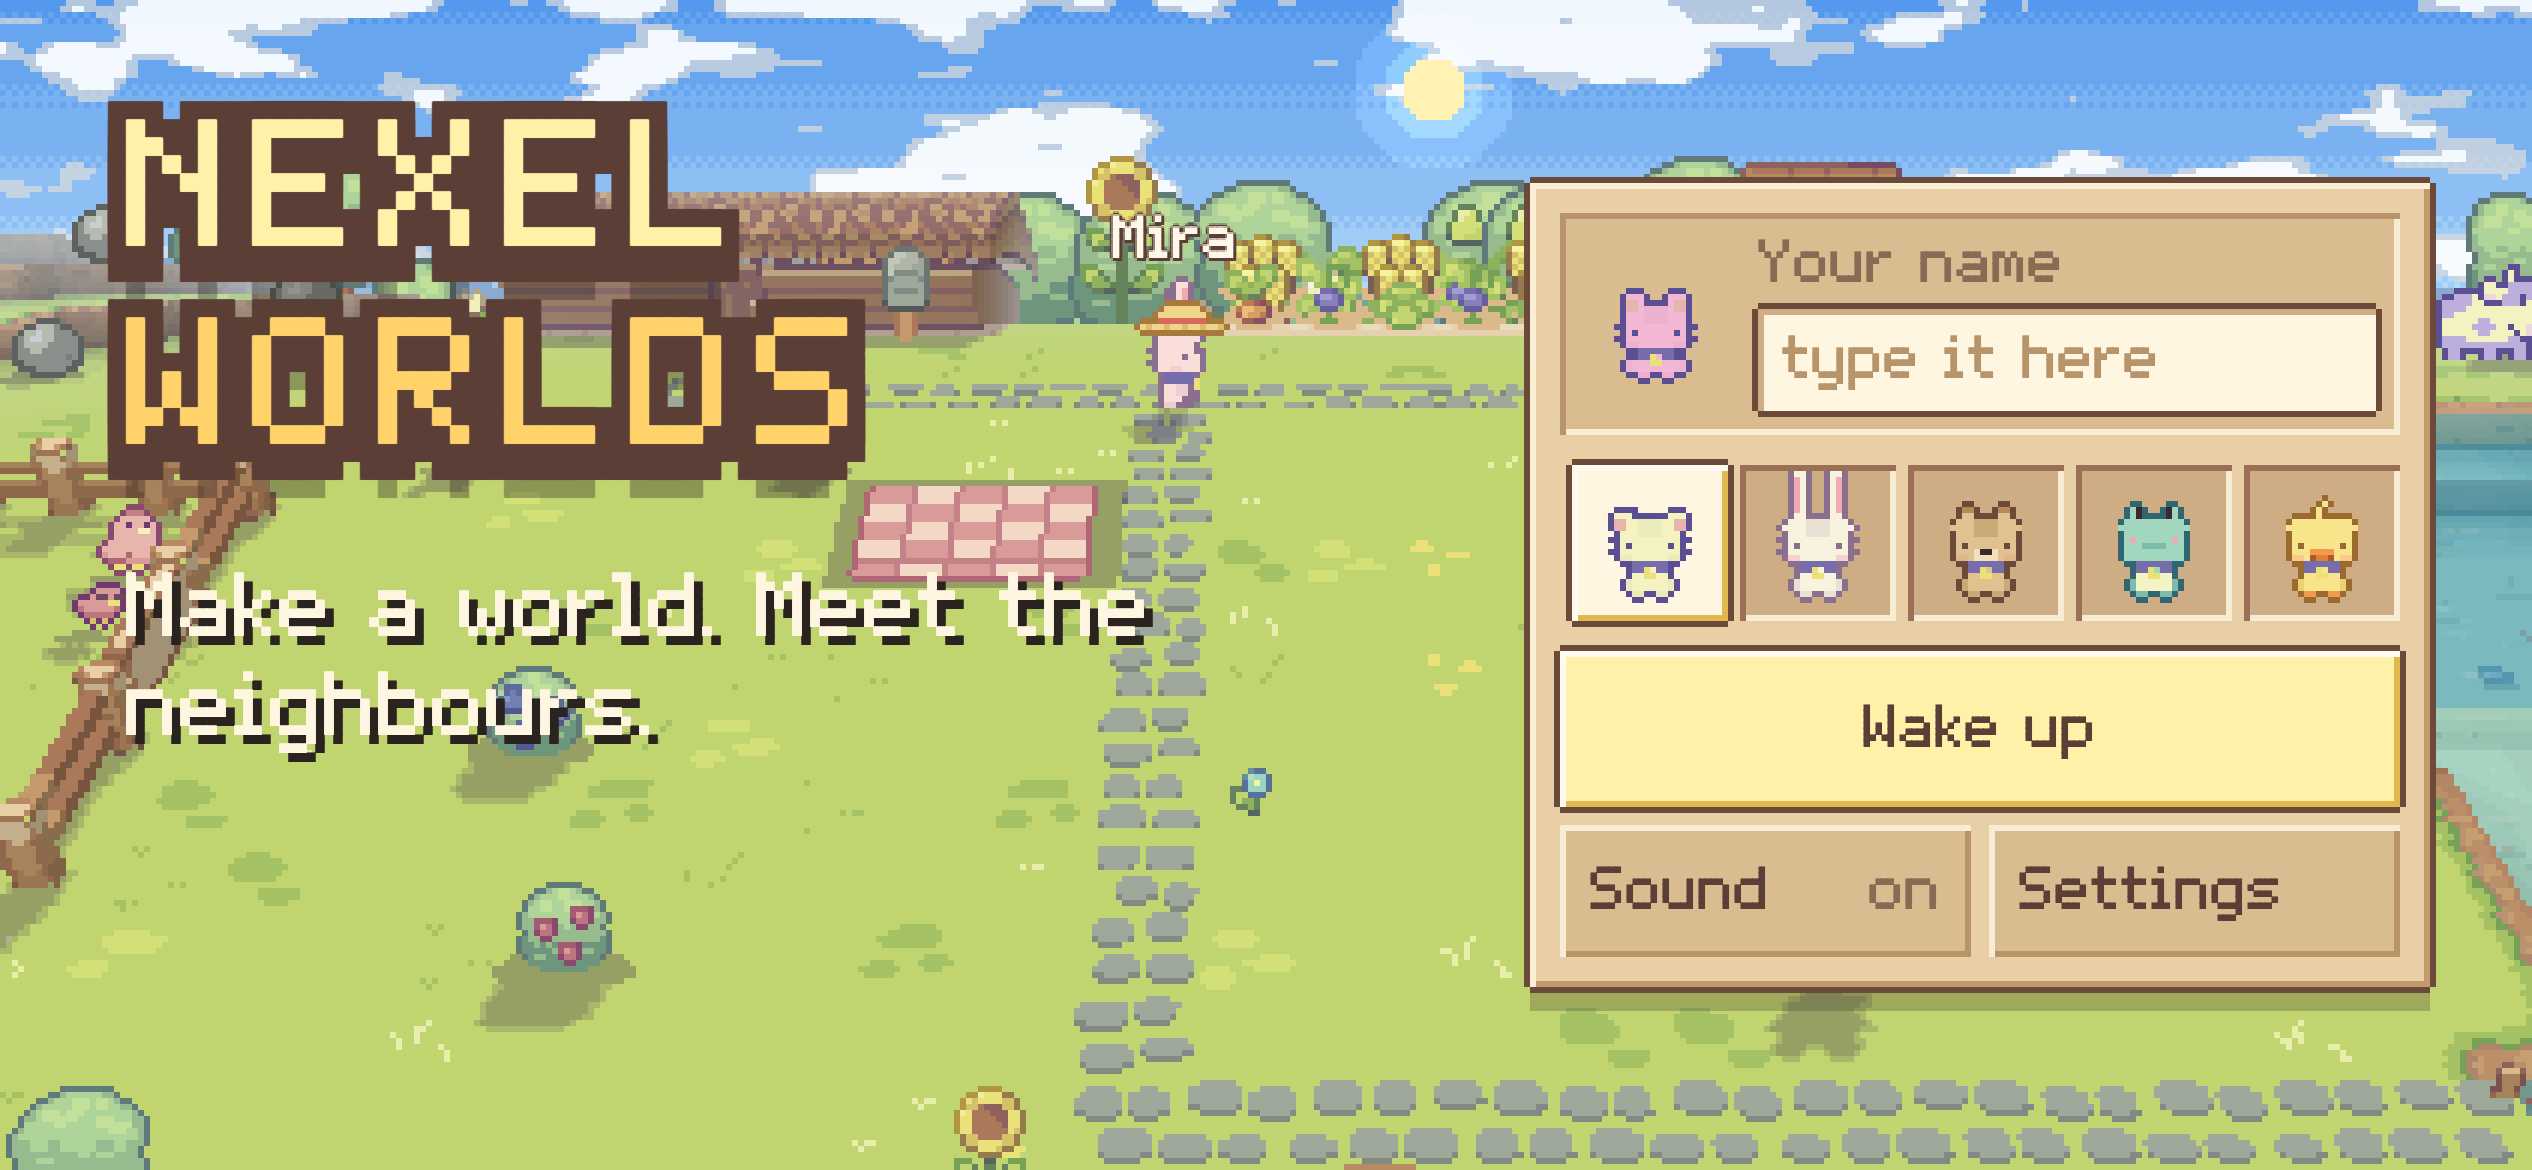 NEXEL
WORLDS
Mira
Make a world. Meet the
neighbours.
Your name
type it here
Wake up
Sound on
Settings